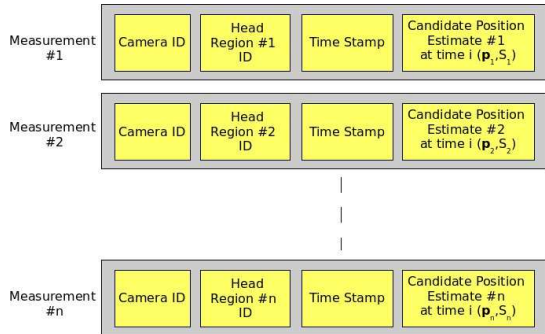 Measurement
#1
Camera ID
Head
Region #1
ID
Time Stamp
Candidate Position
Estimate #1
at time i (p₁,S₁)
Measurement
#2
Camera ID
Head
Region #2
ID
Time Stamp
Candidate Position
Estimate #2
at time i (p₂,S₂)
Measurement
#n
Camera ID
Head
Region #n
ID
Time Stamp
Candidate Position
Estimate #n
at time i (pₙ,Sₙ)